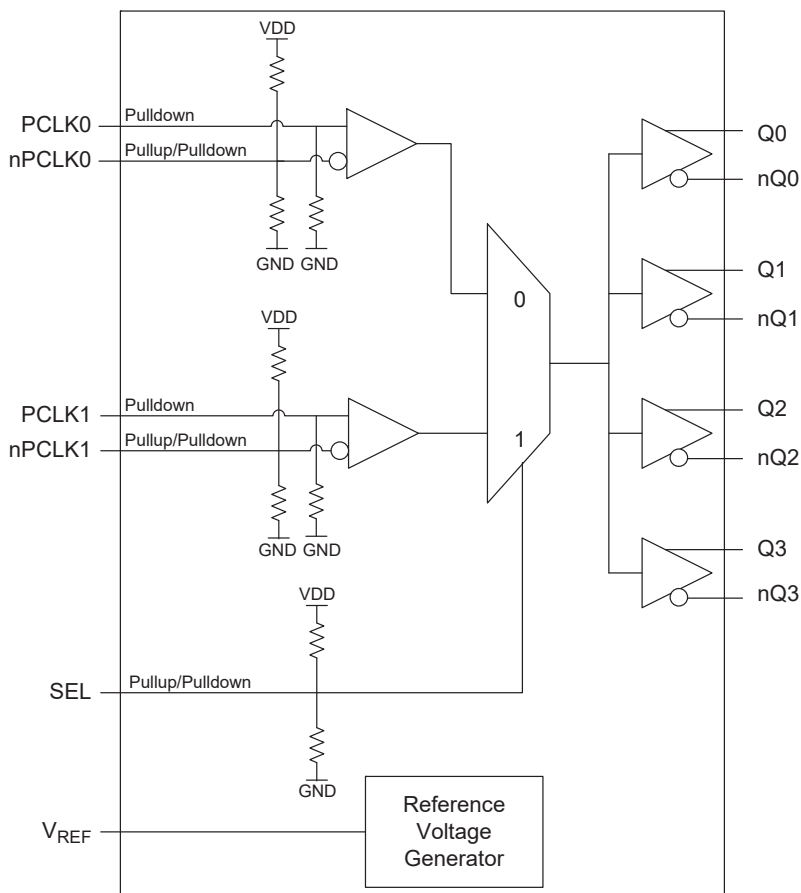 VDD
PCLK0
Pulldown
nPCLK0
Pullup/Pulldown
GND
GND
VDD
PCLK1
Pulldown
nPCLK1
Pullup/Pulldown
GND
GND
0
1
Q0
nQ0
Q1
nQ1
Q2
nQ2
Q3
nQ3
VDD
SEL
Pullup/Pulldown
GND
VREF
Reference
Voltage
Generator